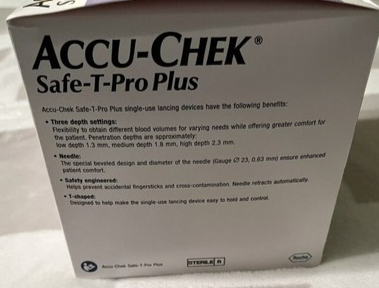 ACCU-CHEK®
Safe-T-Pro Plus
Accu-Chek Safe-T-Pro Plus single-use lancing devices have the following benefits:
• Three depth settings:
Flexibility to obtain different blood volumes for varying needs while offering greater comfort for
the patient. Penetration depths are approximately:
low depth 1.3 mm, medium depth 1.8 mm, high depth 2.3 mm.
• Needle:
The special beveled design and diameter of the needle (Gauge Ø 23, 0,63 mm) ensure enhanced
patient comfort.
• Safety engineered:
Helps prevent accidental fingersticks and cross-contamination. Needle retracts automatically.
• T-shaped:
Designed to help make the single-use lancing device easy to hold and control.
Accu-Chek Safe-T-Pro Plus
STERILE R
Roche